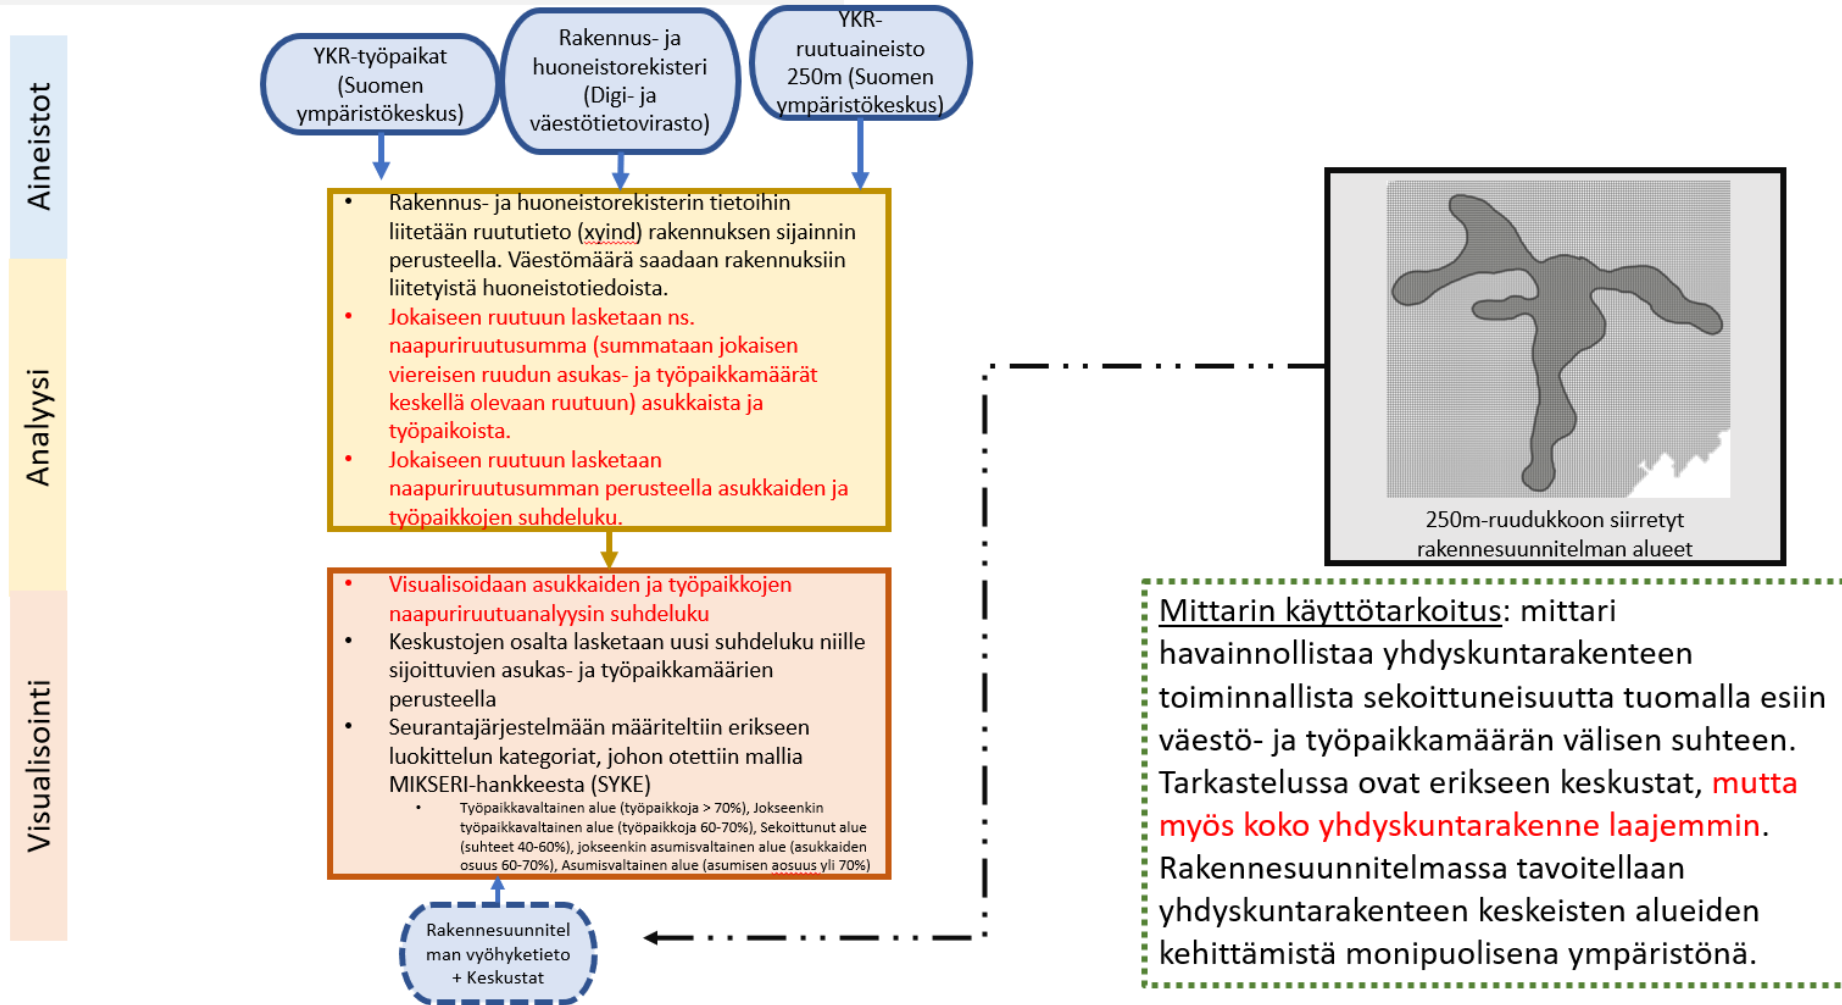 Aineistot
Analyysi
Visualisointi
YKR-työpaikat
(Suomen
ympäristökeskus)
Rakennus- ja
huoneistorekisteri
(Digi- ja
väestötietovirasto)
YKR-
ruutuaineisto
250m (Suomen
ympäristökeskus)
• Rakennus- ja huoneistorekisterin tietoihin
liitetään ruututieto (xyind) rakennuksen sijainnin
perusteella. Väestömäärä saadaan rakennuksiin
liitetyistä huoneistotiedoista.
• Jokaiseen ruutuun lasketaan ns.
naapuriruutusumma (summataan jokaisen
viereisen ruudun asukas- ja työpaikkamäärät
keskellä olevaan ruutuun) asukkaista ja
työpaikoista.
• Jokaiseen ruutuun lasketaan
naapuriruutusumman perusteella asukkaiden ja
työpaikkojen suhdeluku.
• Visualisoidaan asukkaiden ja työpaikkojen
naapuriruutuanalyysin suhdeluku
• Keskustojen osalta lasketaan uusi suhdeluku niille
sijoittuvien asukas- ja työpaikkamäärien
perusteella
• Seurantajärjestelmään määriteltiin erikseen
luokittelun kategoriat, johon otettiin mallia
MIKSERI-hankkeesta (SYKE)
• Työpaikkavaltainen alue (työpaikkoja > 70%), Jokseenkin
työpaikkavaltainen alue (työpaikkoja 60-70%), Sekoittunut alue
(suhteet 40-60%), jokseenkin asumisvaltainen alue (asukkaiden
osuus 60-70%), Asumisvaltainen alue (asumisen aosuus yli 70%)
Rakennesuunnitel
man vyöhyketieto
+ Keskustat
250m-ruudukkoon siirretyt
rakennesuunnitelman alueet
Mittarin käyttötarkoitus: mittari
havainnollistaa yhdyskuntarakenteen
toiminnallista sekoittuneisuutta tuomalla esiin
väestö- ja työpaikkamäärän välisen suhteen.
Tarkastelussa ovat erikseen keskustat, mutta
myös koko yhdyskuntarakenne laajemmin.
Rakennesuunnitelmassa tavoitellaan
yhdyskuntarakenteen keskeisten alueiden
kehittämistä monipuolisena ympäristönä.